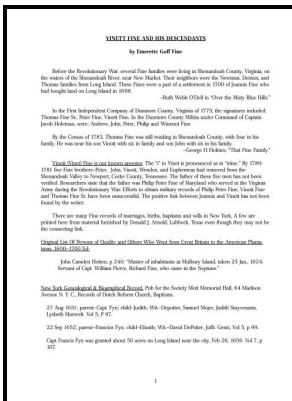 VINETT FINE AND HIS DESCENDANTS
by Emerette Goff Fine
Before the Revolutionary War, several Fine families were living in Shenandoah County, Virginia, on
the waters of the Shenandoah River, near New Market. Their neighbors were the Newman, Denton, and
Thomas families from Long Island. These Fines were a part of a settlement in 1700 of Joannis Fine who
had bought land on Long Island in 1698.
--Ruth Webb O'Dell in "Over the Misty Blue Hills."
In the First Independent Company of Dunmore County, Virginia of 1775, the signatures included:
Thomas Fine Sr., Peter Fine, Vinett Fine. In the Dunmore County Militia under Command of Captain
Jacob Holeman, were: Andrew, John, Peter, Philip and Winenet Fine.
By the Census of 1783, Thomas Fine was still residing in Shenandoah County, with four in his
family. He was near his son Vinett with six in family and son John with six in his family.
--George H Holmes, "That Fine Family."
Vinett (Vinet) Fine is our known ancestor. The "i" in Vinet is pronounced as in "mine." By 1780-
1781 five Fine brothers--Peter, John, Vinett, Wenden, and Euphemon had removed from the
Shenandoah Valley to Newport, Cocke County, Tennessee. The father of these five men has not been
verified. Researchers state that the father was Philip Peter Fine of Maryland who served in the Virginia
Army during the Revolutionary War. Efforts to obtain military records of Philip Peter Fine, Vinett Fine
and Thomas Fine Sr. have been unsuccessful. The positive link between Joannis and Vinett has not been
found by the writer.
There are many Fine records of marriages, births, baptisms and wills in New York. A few are
printed here from material furnished by Donald J. Arnold, Lubbock, Texas even though they may not be
the connecting link.
Original List Of Persons of Quality and Others Who Went from Great Britain to the American Planta-
tions, 1600-1700 Ed:
John Camden Hotten, p 240: "Muster of inhabitants at Mulbury Island, taken 25 Jan., 1624-
Servant of Capt. William Pierce, Richard Fine, who came in the Neptune."
New York Genealogical & Biographical Record, Pub for the Society Mott Memorial Hall, 64 Madison
Avenue N. Y. C., Records of Dutch Reform Church, Baptisms.
27 Aug 1651; parent--Capt. Fyn; child--Judith; Wit.--Depotter, Samuel Mojer, Judith Stuyvesants,
Lysbeth Marsvelt. Vol 5, P 97.
22 Sep 1652; parent--Francies Fyn; child--Eliaath; Wit.--David DePotter, Juffr. Genis, Vol 5, p 99.
Capt Francis Fyn was granted about 50 acres on Long Island near the city, Feb 26, 1656. Vol 7, p
107.
1